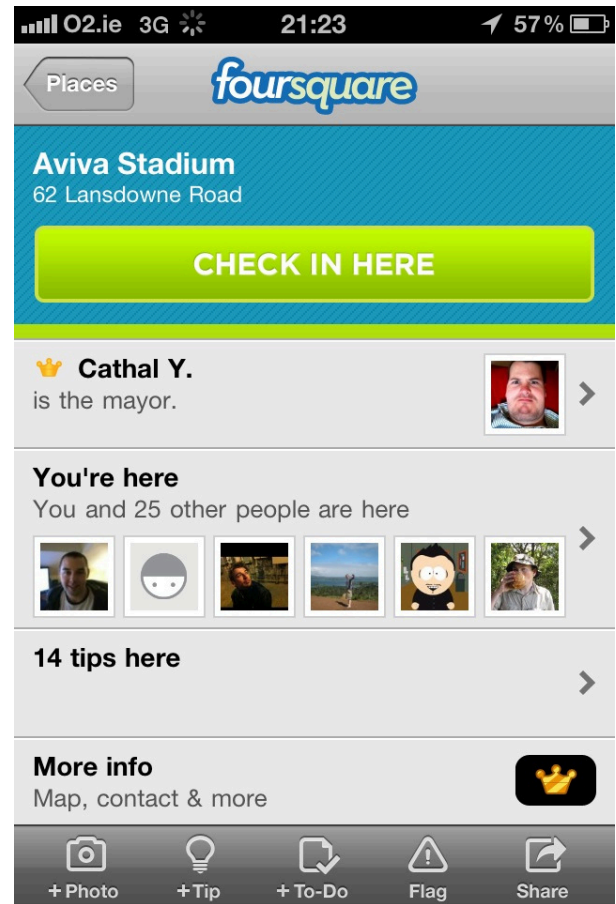 O2.ie 3G 21:23 57%
Places foursquare
Aviva Stadium
62 Lansdowne Road
CHECK IN HERE
Cathal Y.
is the mayor.
You're here
You and 25 other people are here
14 tips here
More info
Map, contact & more
+ Photo + Tip + To-Do Flag Share